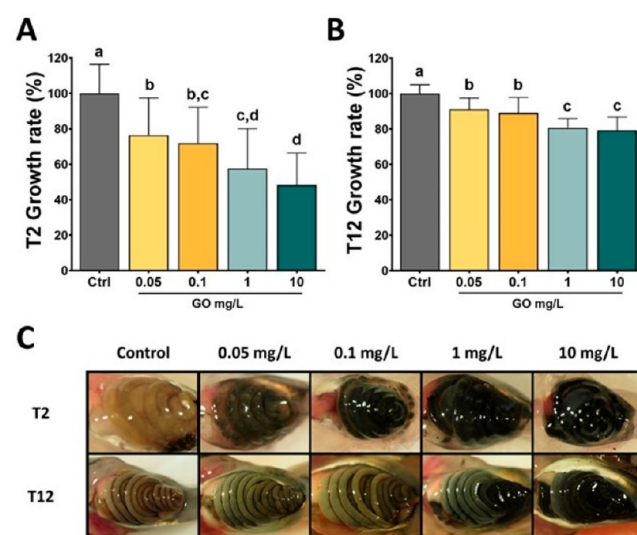 A
T2 Growth rate (%)
120
100
80
60
40
20
0
a
b
b,c
c,d
d
Ctrl 0.05 0.1 1 10
GO mg/L
B
T12 Growth rate (%)
120
100
80
60
40
20
0
a
b
b
c
c
Ctrl 0.05 0.1 1 10
GO mg/L
C
Control 0.05 mg/L 0.1 mg/L 1 mg/L 10 mg/L
T2
T12